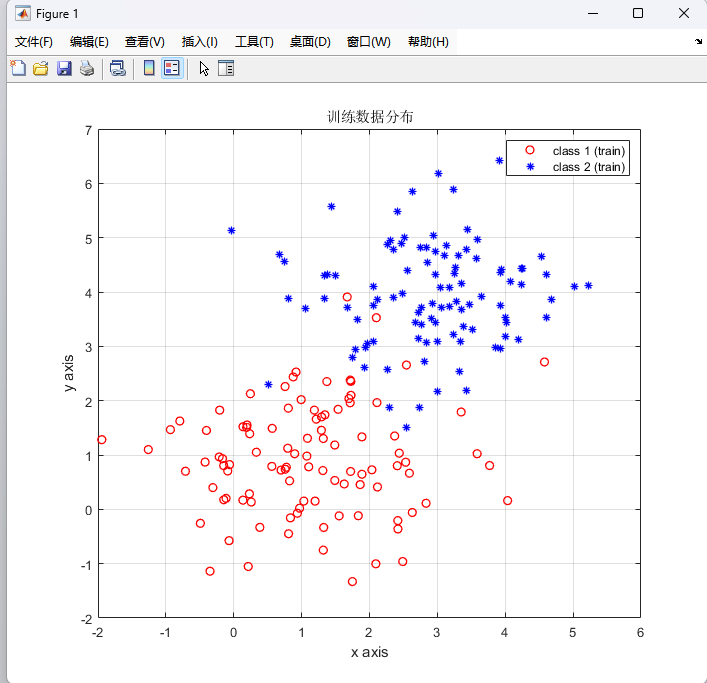 Figure 1
文件(F) 编辑(E) 查看(V) 插入(I) 工具(T) 桌面(D) 窗口(W) 帮助(H)
训练数据分布
class 1 (train)
class 2 (train)
7
6
5
4
3
2
1
0
-1
-2
y axis
-2 -1 0 1 2 3 4 5 6
x axis